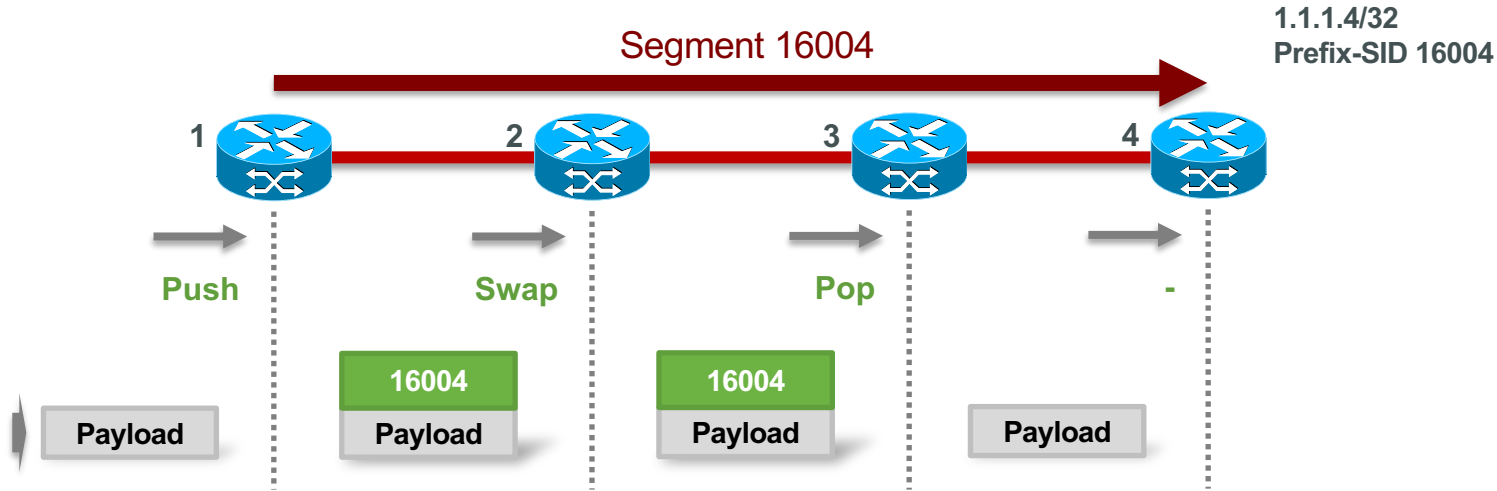 1.1.1.4/32
Prefix-SID 16004
Segment 16004
1
2
3
4
Push
Swap
Pop
-
16004
16004
Payload
Payload
Payload
Payload